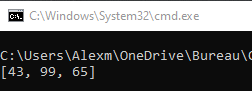 C:\Windows\System32\cmd.exe
C:\Users\Alexm\OneDrive\Bureau\
[43, 99, 65]